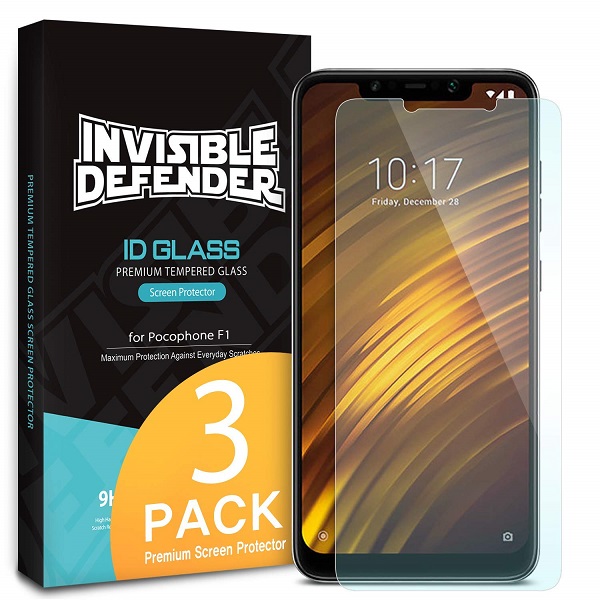 INVISIBLE
DEFENDER
ID GLASS
PREMIUM TEMPERED GLASS
Screen Protector
for Pocophone F1
Maximum Protection Against Everyday Scratches
3
PACK
Premium Screen Protector
9H
PREMIUM TEMPERED GLASS SCREEN PROTECTOR
10:17
Friday, December 28